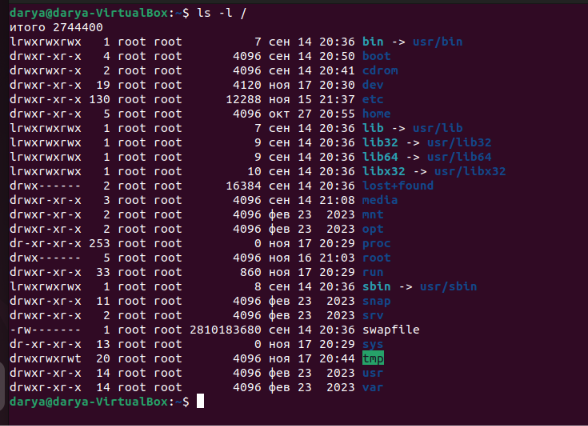 darya@darya-VirtualBox:~$ ls -l /
итого 2744400
lrwxrwxrwx   1 root root          7 сен 14 20:36 bin -> usr/bin
drwxr-xr-x   4 root root       4096 сен 14 20:50 boot
drwxrwxr-x   2 root root       4096 сен 14 20:41 cdrom
drwxr-xr-x  19 root root       4120 ноя 17 20:30 dev
drwxr-xr-x 130 root root      12288 ноя 15 21:37 etc
drwxr-xr-x   5 root root       4096 окт 27 20:55 home
lrwxrwxrwx   1 root root          7 сен 14 20:36 lib -> usr/lib
lrwxrwxrwx   1 root root          9 сен 14 20:36 lib32 -> usr/lib32
lrwxrwxrwx   1 root root          9 сен 14 20:36 lib64 -> usr/lib64
lrwxrwxrwx   1 root root         10 сен 14 20:36 libx32 -> usr/libx32
drwx------   2 root root      16384 сен 14 20:36 lost+found
drwxr-xr-x   3 root root       4096 сен 14 21:08 media
drwxr-xr-x   2 root root       4096 фев 23  2023 mnt
drwxr-xr-x   2 root root       4096 фев 23  2023 opt
dr-xr-xr-x 253 root root          0 ноя 17 20:29 proc
drwx------   5 root root       4096 ноя 16 21:03 root
drwxr-xr-x  33 root root        860 ноя 17 20:29 run
lrwxrwxrwx   1 root root          8 сен 14 20:36 sbin -> usr/sbin
drwxr-xr-x  11 root root       4096 фев 23  2023 snap
drwxr-xr-x   2 root root       4096 фев 23  2023 srv
-rw-------   1 root root 2810183680 сен 14 20:36 swapfile
dr-xr-xr-x  13 root root          0 ноя 17 20:29 sys
drwxrwxrwt  20 root root       4096 ноя 17 20:44 tmp
drwxr-xr-x  14 root root       4096 фев 23  2023 usr
drwxr-xr-x  14 root root       4096 фев 23  2023 var
darya@darya-VirtualBox:~$